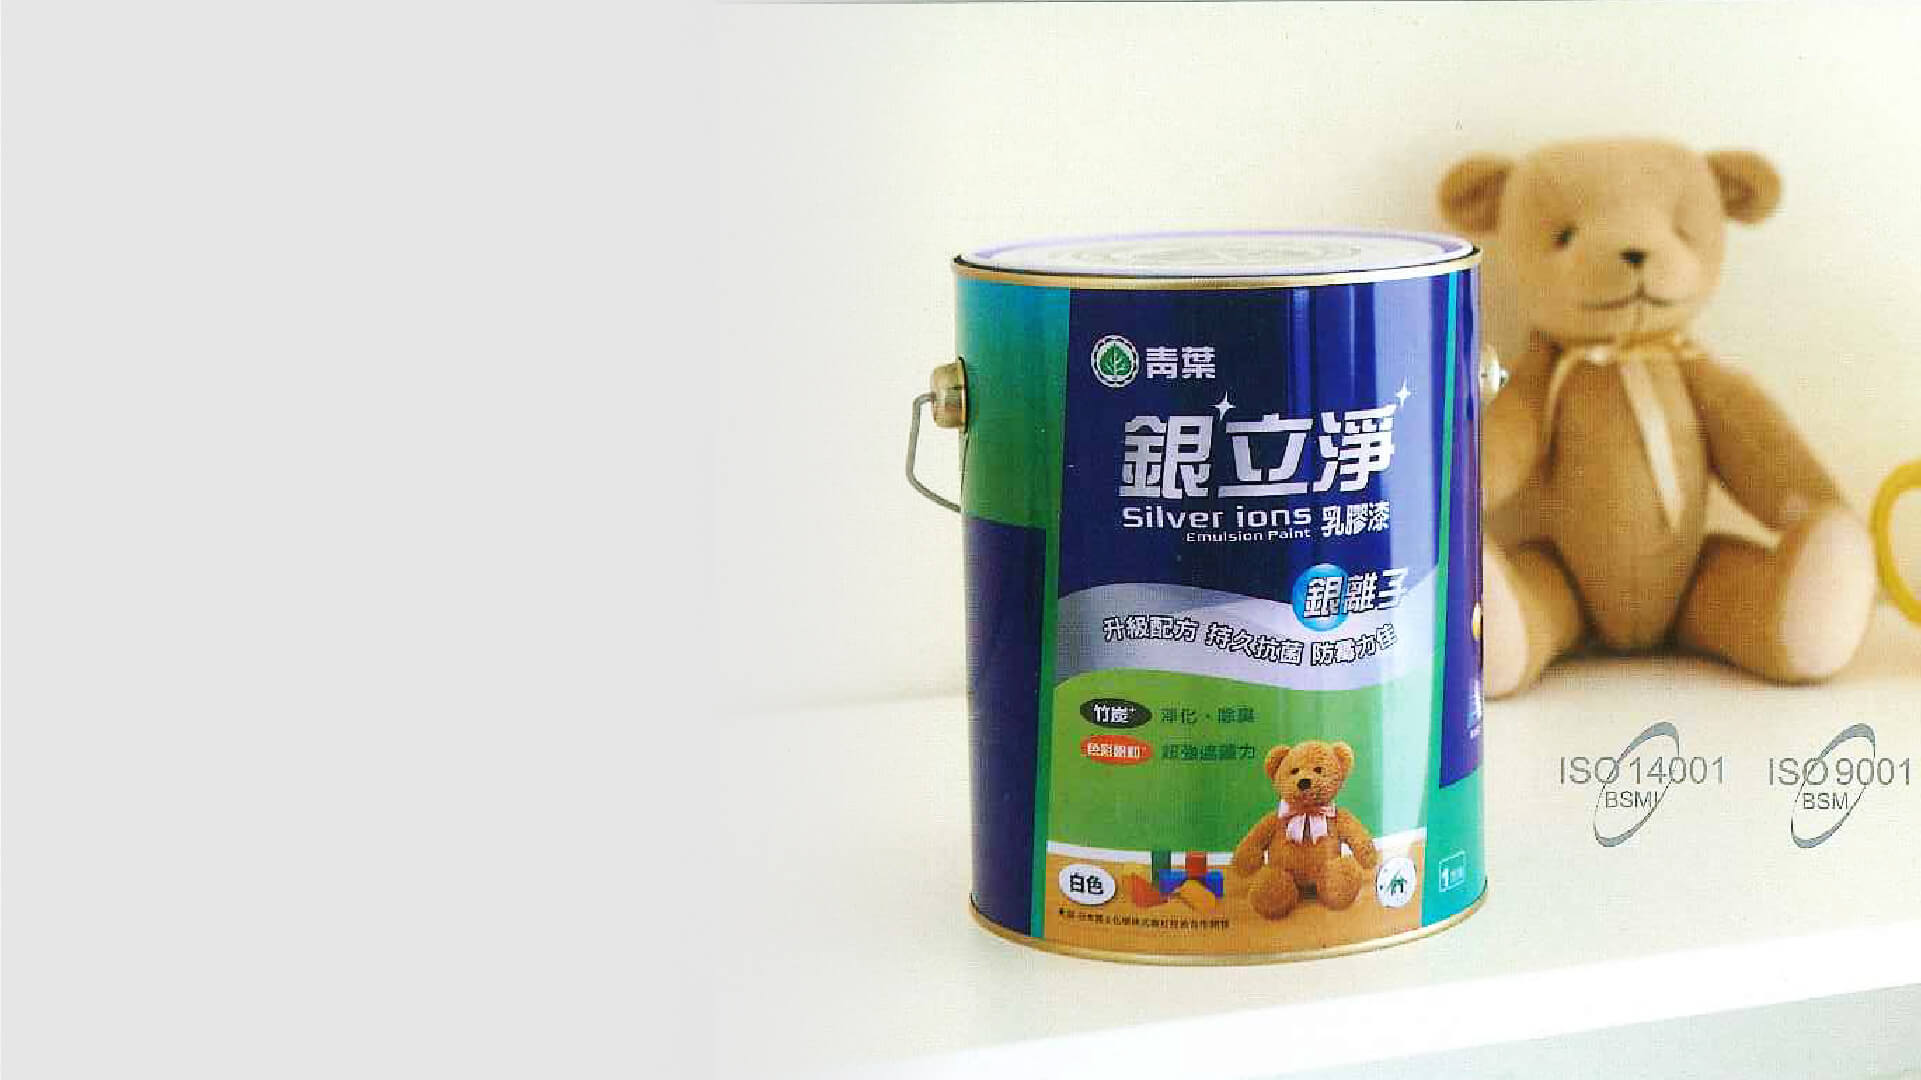 青葉
銀立淨
Silver ions 乳膠漆
Emulsion Paint
銀離子
升級配方 持久抗菌 防霉力佳
竹炭⁺ 淨化、除臭
超強遮蓋力
白色
1
ISO 14001
BSMI
ISO 9001
BSM